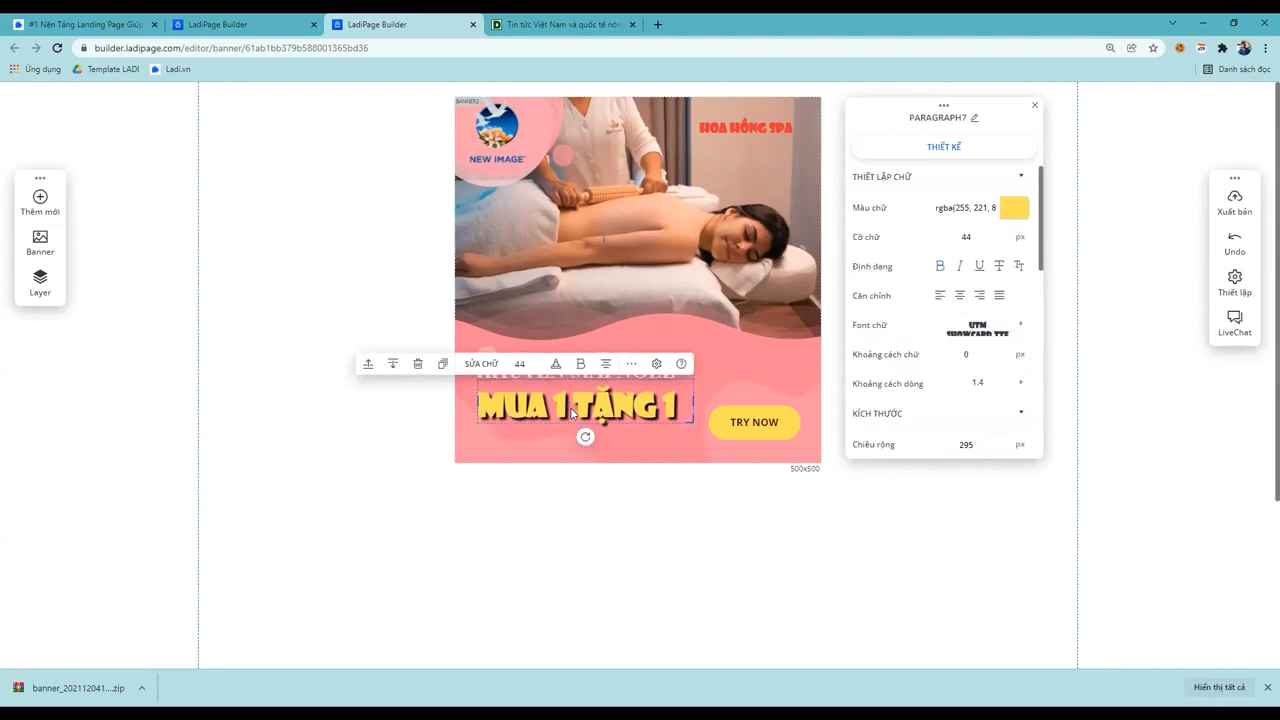 #1 Nền Tảng Landing Page Giúp
LadiPage Builder
LadiPage Builder
Tin tức Việt Nam và quốc tế nón
builder.ladipage.com/editor/banner/61ab1bb379b588001365bd36
Ứng dụng
Template LADI
Ladi.vn
Danh sách đọc
BANNER2
NEW IMAGE
HOA HỒNG SPA
PARAGRAPH7
THIẾT KẾ
THIẾT LẬP CHỮ
Màu chữ
rgba(255, 221, 8
Cỡ chữ
44
px
Định dạng
Căn chỉnh
Font chữ
UTM
SHOWCARD TTF
Khoảng cách chữ
0
px
Khoảng cách dòng
1.4
KÍCH THƯỚC
Chiều rộng
295
px
Thêm mới
Banner
Layer
Xuất bản
Undo
Thiết lập
LiveChat
SỬA CHỮ
44
MUA 1 TẶNG 1
TRY NOW
500x500
banner_202112041....zip
Hiển thị tất cả